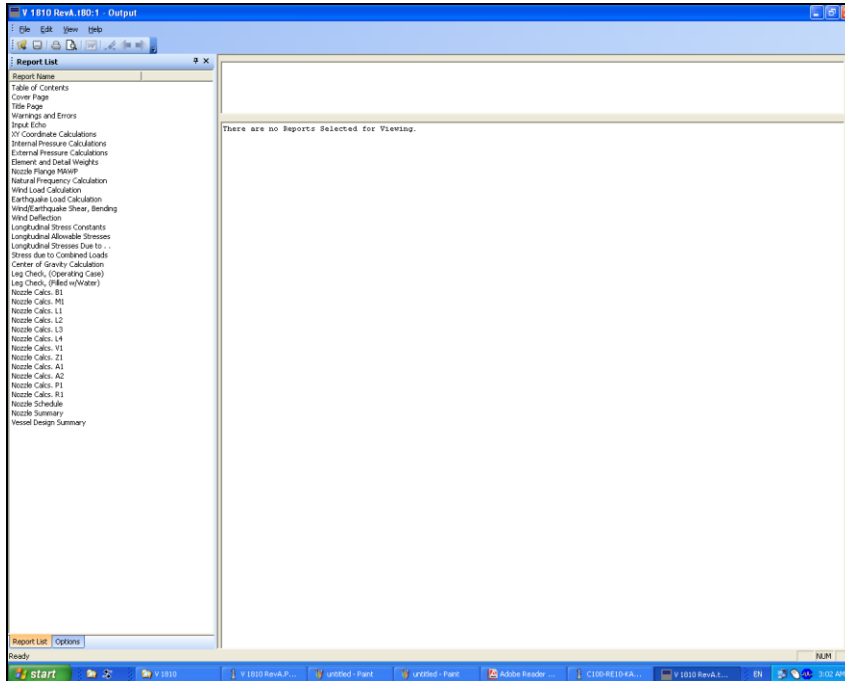 V 1810 RevA.t80:1 - Output
File Edit View Help
Report List
Report Name
Table of Contents
Cover Page
Title Page
Warnings and Errors
Input Echo
XY Coordinate Calculations
Internal Pressure Calculations
External Pressure Calculations
Element and Detail Weights
Nozzle Flange MAWP
Natural Frequency Calculation
Wind Load Calculation
Earthquake Load Calculation
Wind/Earthquake Shear, Bending
Wind Deflection
Longitudinal Stress Constants
Longitudinal Allowable Stresses
Longitudinal Stresses Due to . .
Stress due to Combined Loads
Center of Gravity Calculation
Leg Check, (Operating Case)
Leg Check, (Filled w/Water)
Nozzle Calcs. B1
Nozzle Calcs. M1
Nozzle Calcs. L1
Nozzle Calcs. L2
Nozzle Calcs. L3
Nozzle Calcs. L4
Nozzle Calcs. V1
Nozzle Calcs. Z1
Nozzle Calcs. A1
Nozzle Calcs. A2
Nozzle Calcs. P1
Nozzle Calcs. R1
Nozzle Schedule
Nozzle Summary
Vessel Design Summary
There are no Reports Selected for Viewing.
Report List Options
Ready NUM
start V 1810 V 1810 RevA.P... untitled - Paint untitled - Paint Adobe Reader ... C100-RE10-KA... V 1810 RevA.t... EN 3:02 AM